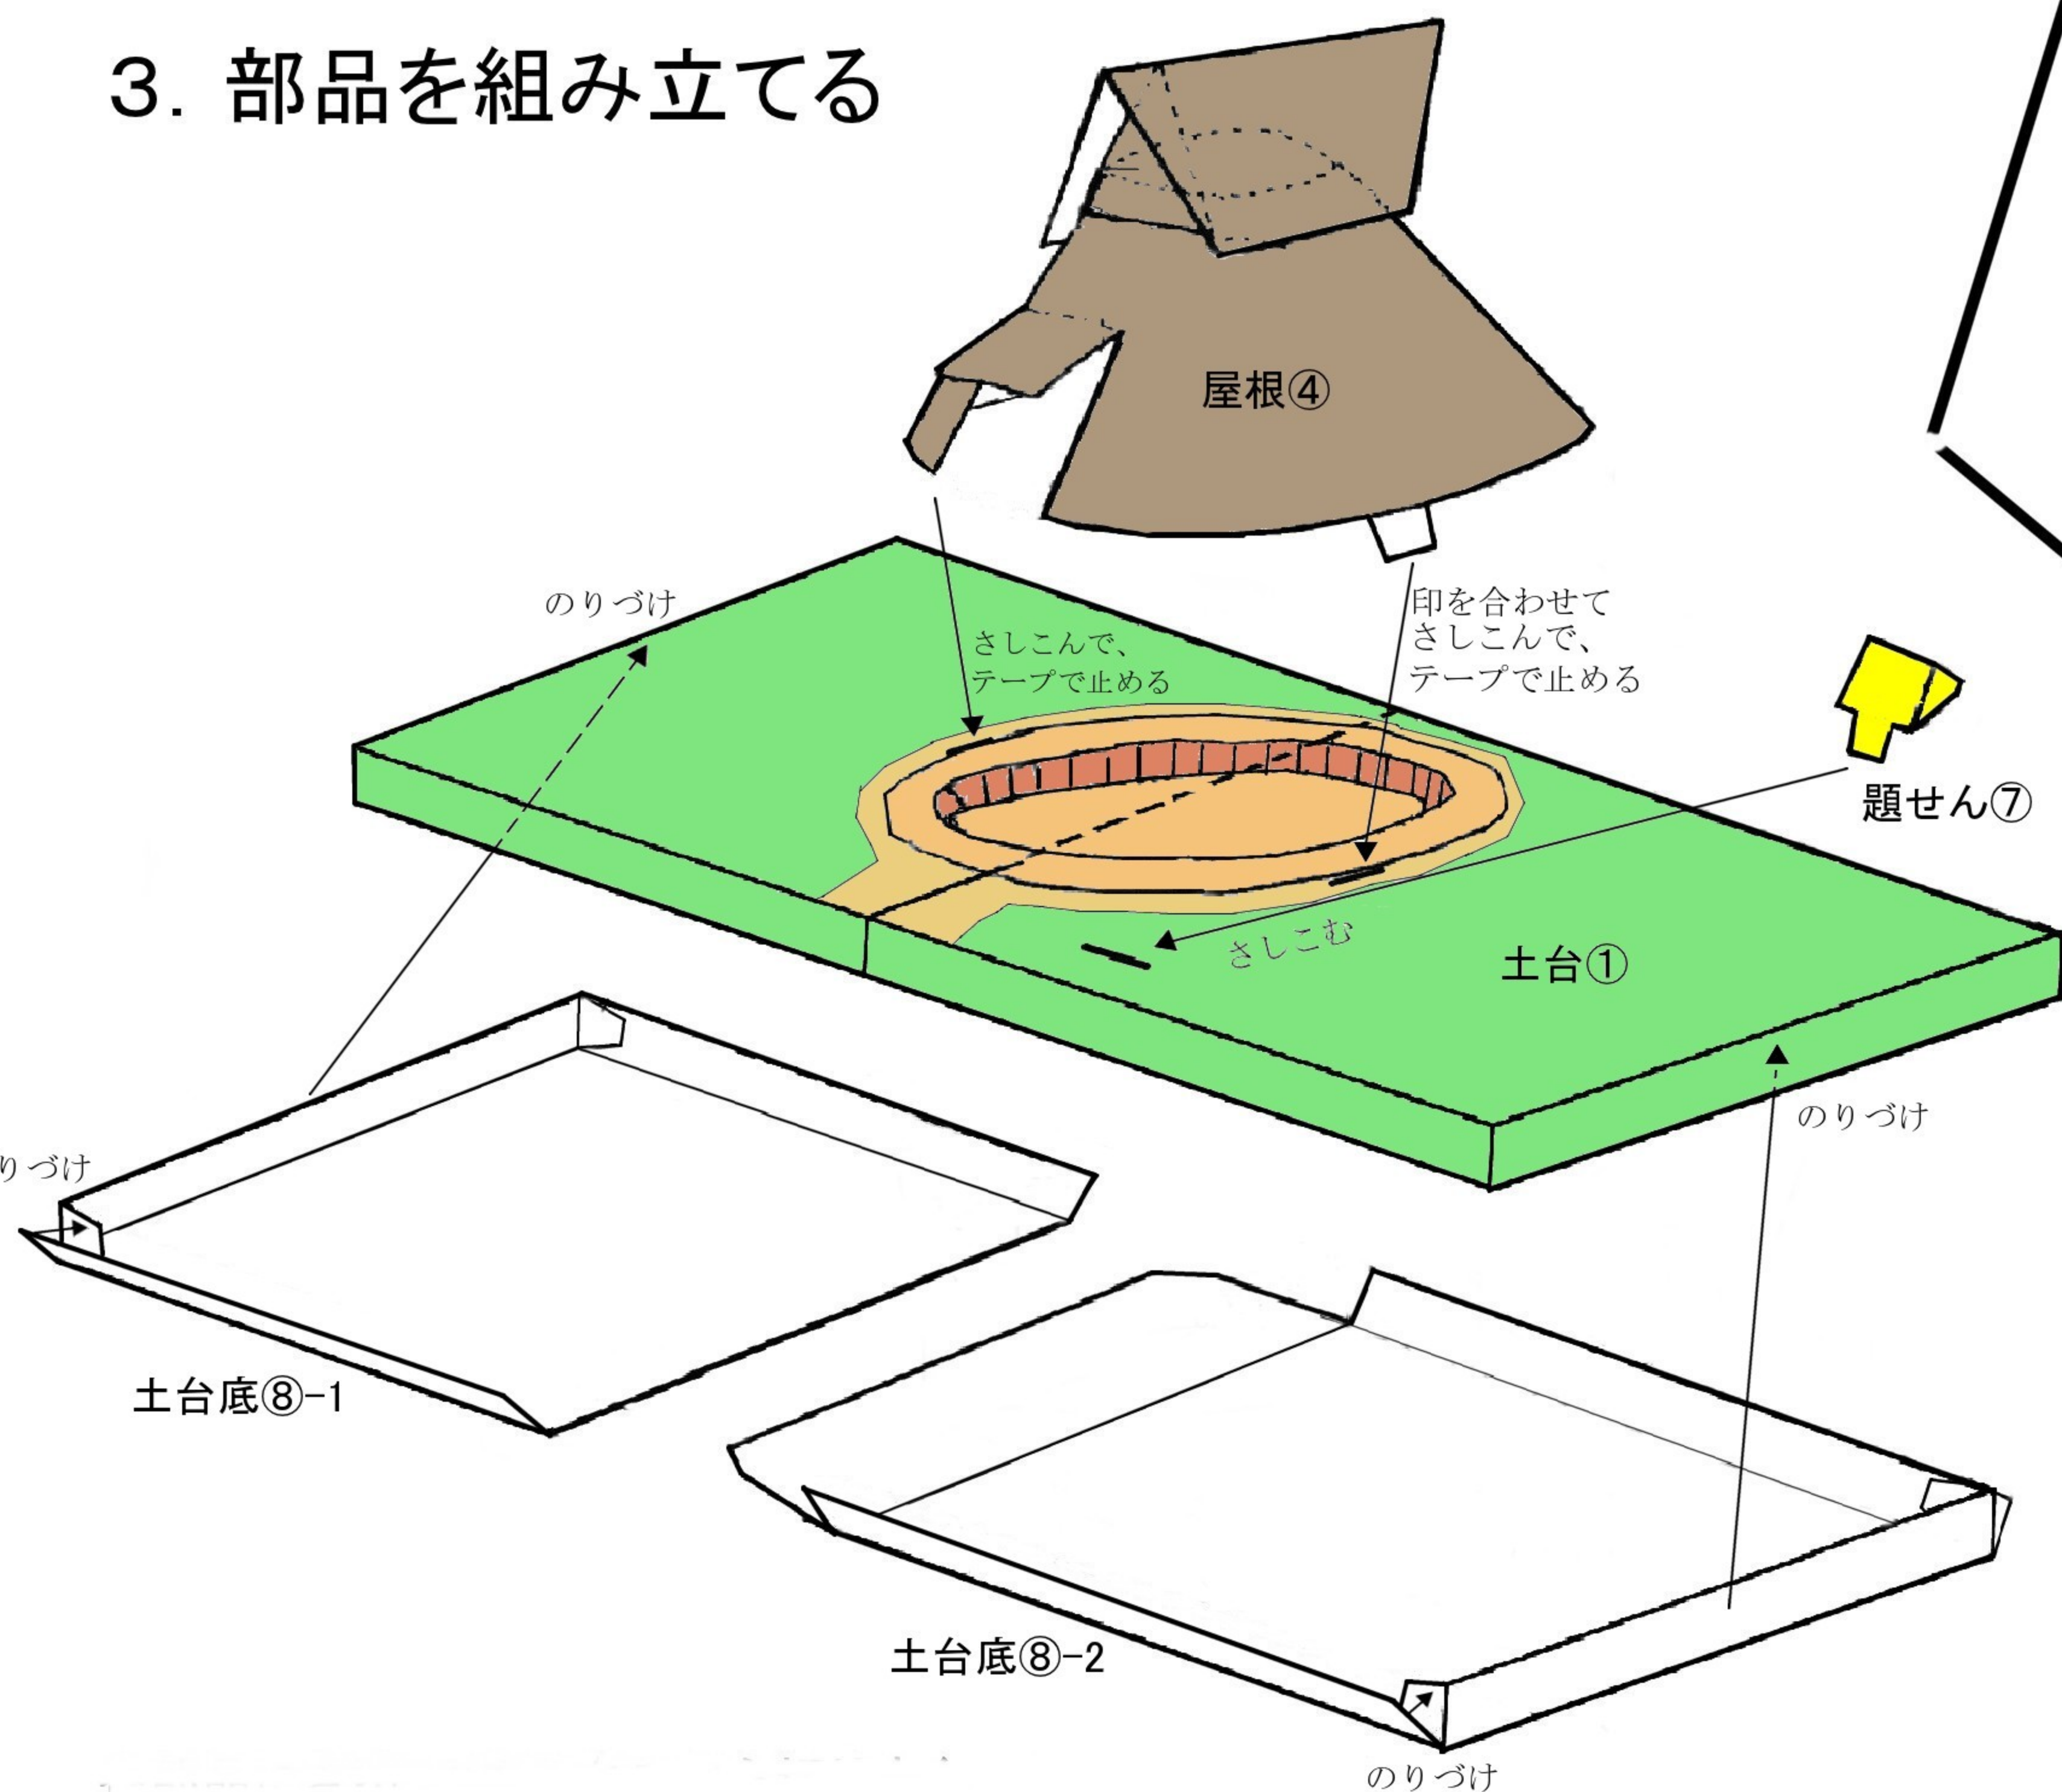 3．部品を組み立てる
屋根④
のりづけ
さしこんで、
テープで止める
印を合わせて
さしこんで、
テープで止める
題せん⑦
さしこむ
土台①
のりづけ
りづけ
土台底⑧-1
土台底⑧-2
のりづけ